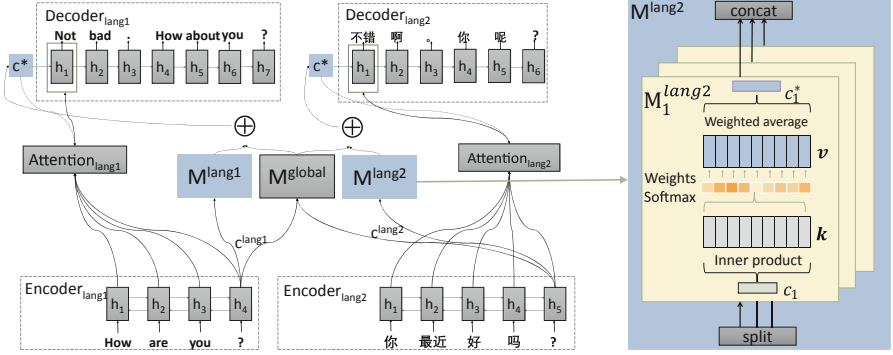 Decoder_lang1
Not bad . How about you ?
c*
h1 h2 h3 h4 h5 h6 h7
Decoder_lang2
不错 啊 。 你 呢 ?
c*
h1 h2 h3 h4 h5 h6
⊕ ⊕
Attention_lang1
M^lang1
M^global
M^lang2
Attention_lang2
c^lang1
c^lang2
Encoder_lang1
h1 h2 h3 h4
How are you ?
Encoder_lang2
h1 h2 h3 h4 h5
你 最近 好 吗 ?
M^lang2
concat
M_1^lang2
c_1^*
Weighted average
v
Weights
Softmax
k
Inner product
c_1
split